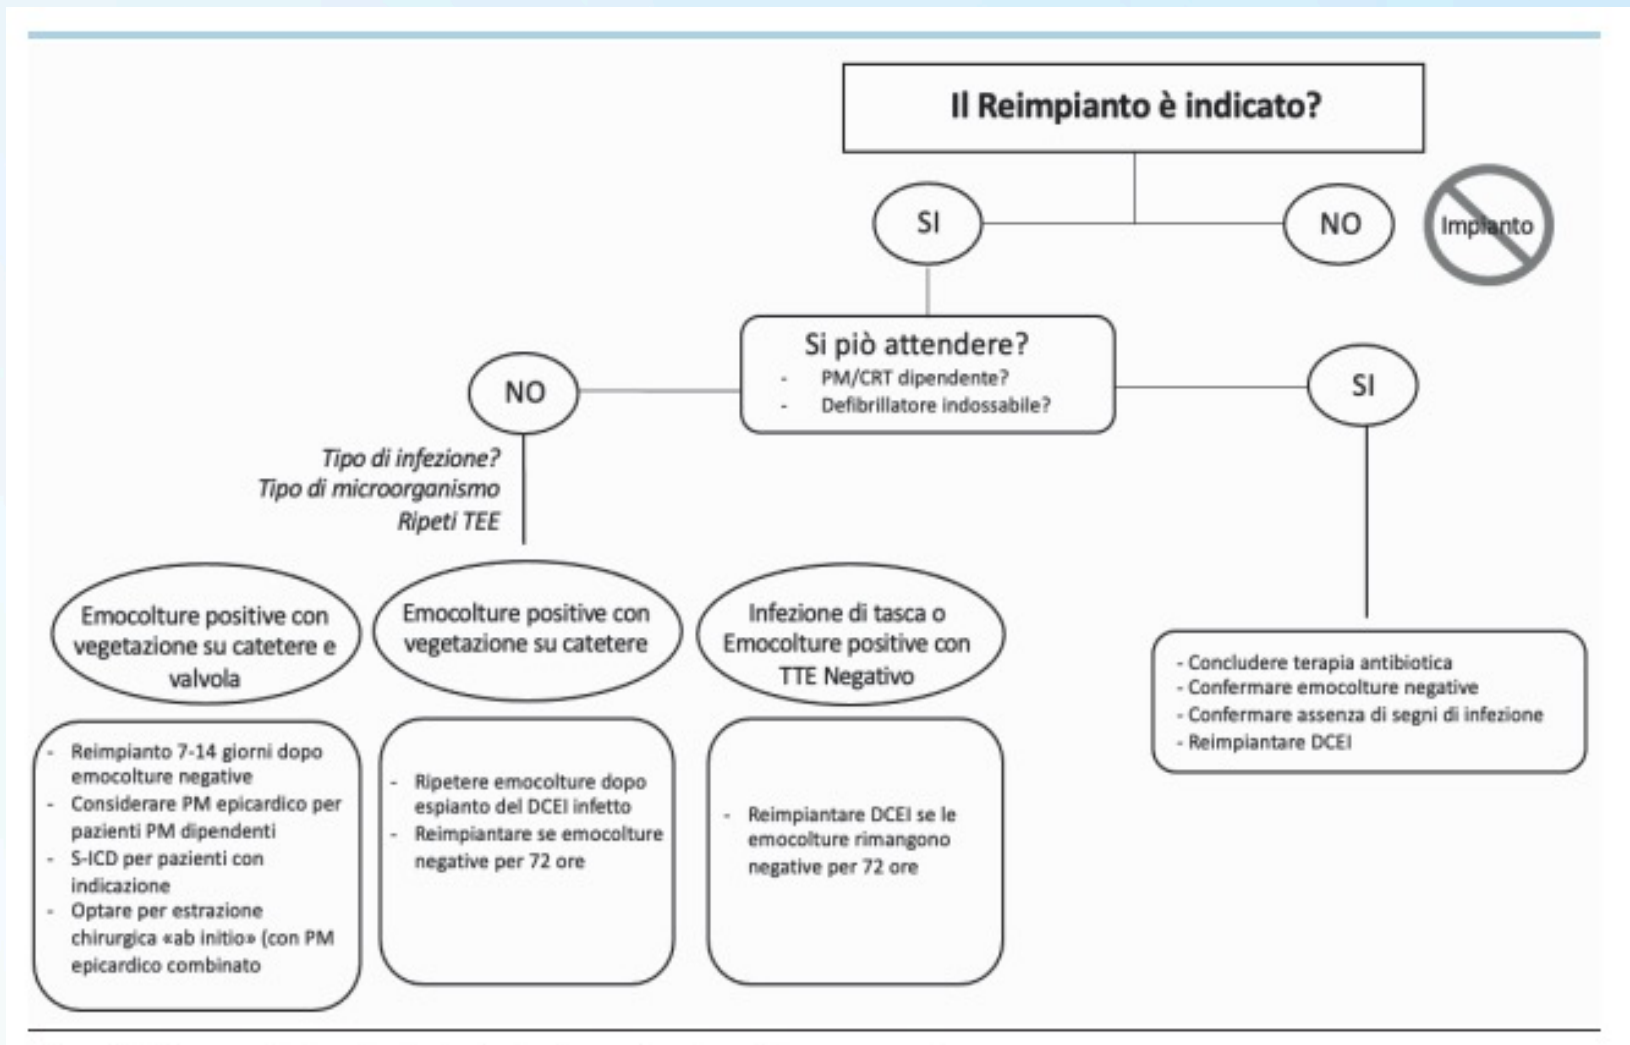 Il Reimpianto è indicato?
SI
NO
Impianto
Si piò attendere?
- PM/CRT dipendente?
- Defibrillatore indossabile?
NO
SI
Tipo di infezione?
Tipo di microorganismo
Ripeti TEE
Emocolture positive con
vegetazione su catetere e
valvola
Emocolture positive con
vegetazione su catetere
Infezione di tasca o
Emocolture positive con
TTE Negativo
- Reimpianto 7-14 giorni dopo
emocolture negative
- Considerare PM epicardico per
pazienti PM dipendenti
- S-ICD per pazienti con
indicazione
- Optare per estrazione
chirurgica «ab initio» (con PM
epicardico combinato
- Ripetere emocolture dopo
espianto del DCEI infetto
- Reimpiantare se emocolture
negative per 72 ore
- Reimpiantare DCEI se le
emocolture rimangono
negative per 72 ore
- Concludere terapia antibiotica
- Confermare emocolture negative
- Confermare assenza di segni di infezione
- Reimpiantare DCEI